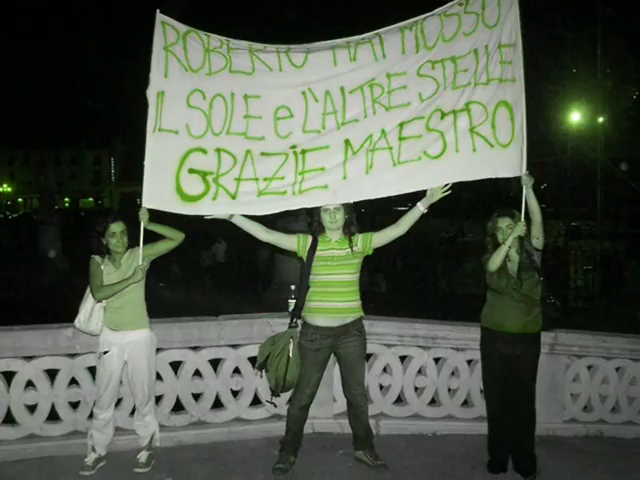 ROBERTO HAI MOSSO
IL SOLE e L'ALTRE STELLE
GRAZIE MAESTRO